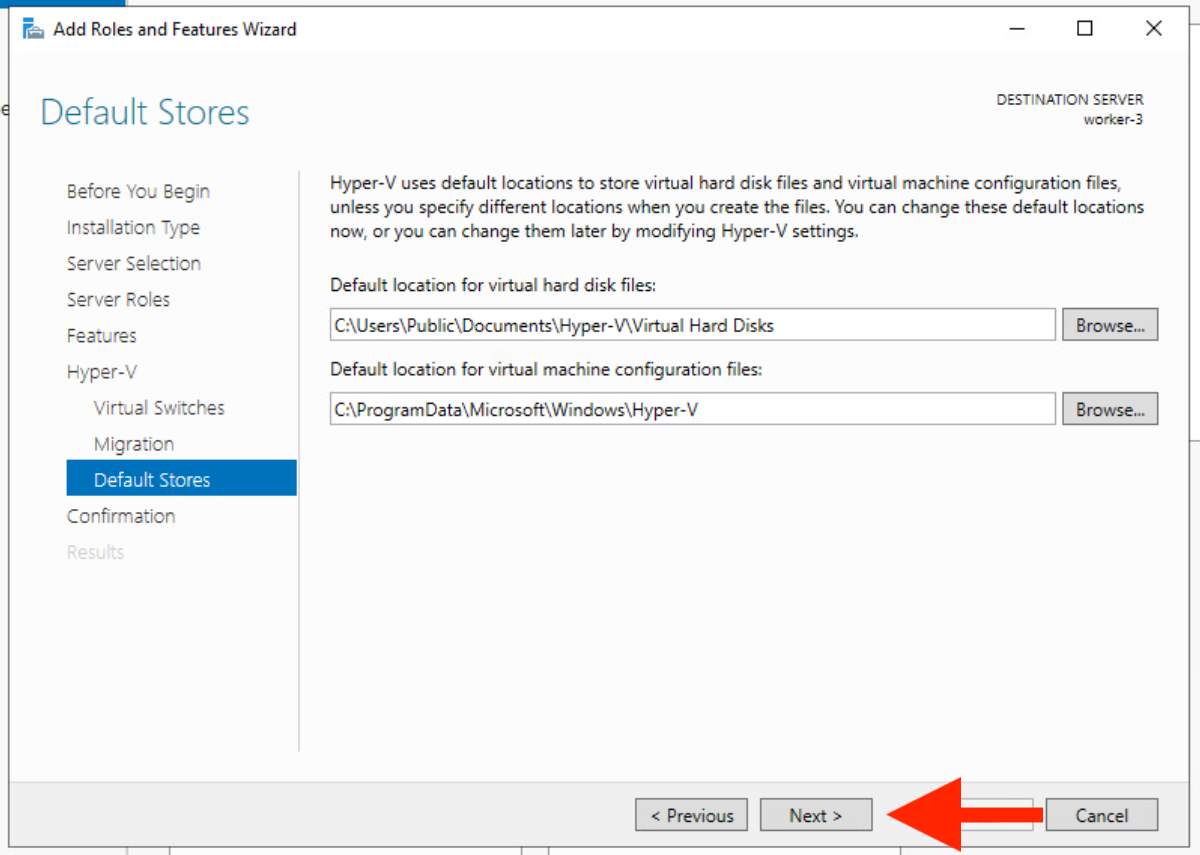 Add Roles and Features Wizard
Default Stores
DESTINATION SERVER
worker-3
Before You Begin
Installation Type
Server Selection
Server Roles
Features
Hyper-V
Virtual Switches
Migration
Default Stores
Confirmation
Results
Hyper-V uses default locations to store virtual hard disk files and virtual machine configuration files,
unless you specify different locations when you create the files. You can change these default locations
now, or you can change them later by modifying Hyper-V settings.
Default location for virtual hard disk files:
C:\Users\Public\Documents\Hyper-V\Virtual Hard Disks
Browse...
Default location for virtual machine configuration files:
C:\ProgramData\Microsoft\Windows\Hyper-V
Browse...
< Previous
Next >
Cancel